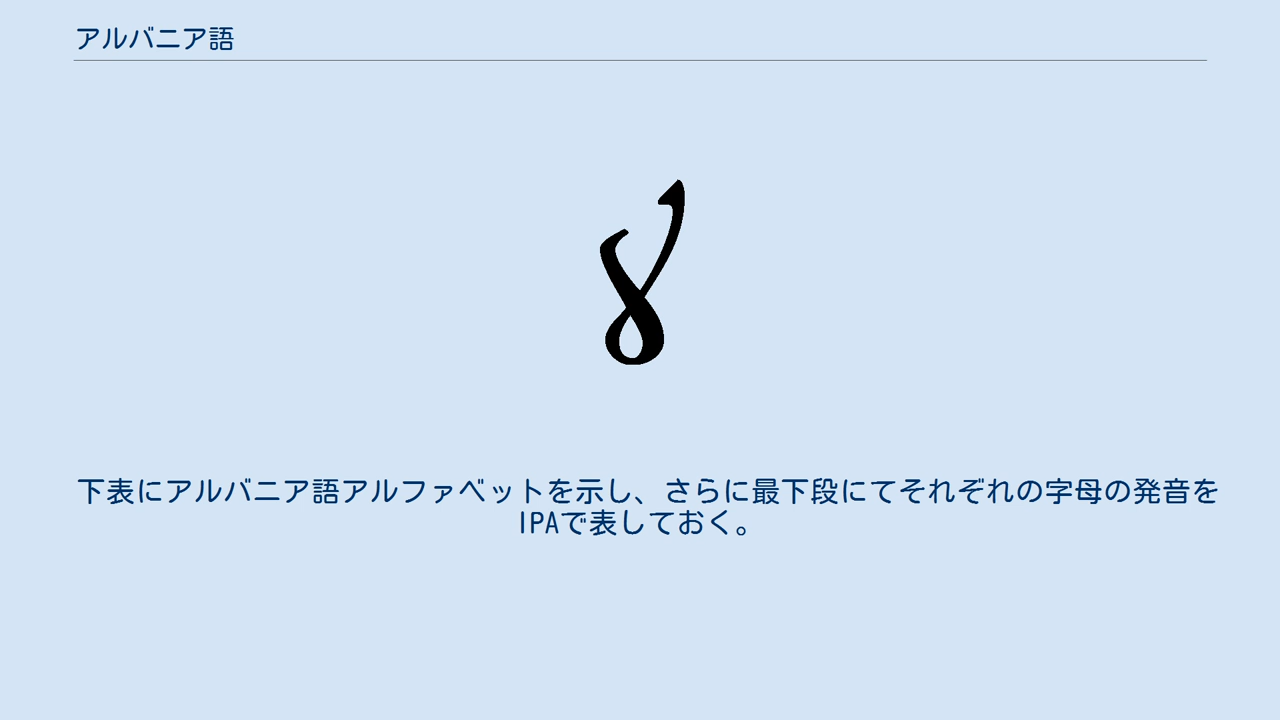 アルバニア語
下表にアルバニア語アルファベットを示し、さらに最下段にてそれぞれの字母の発音を
IPAで表しておく。